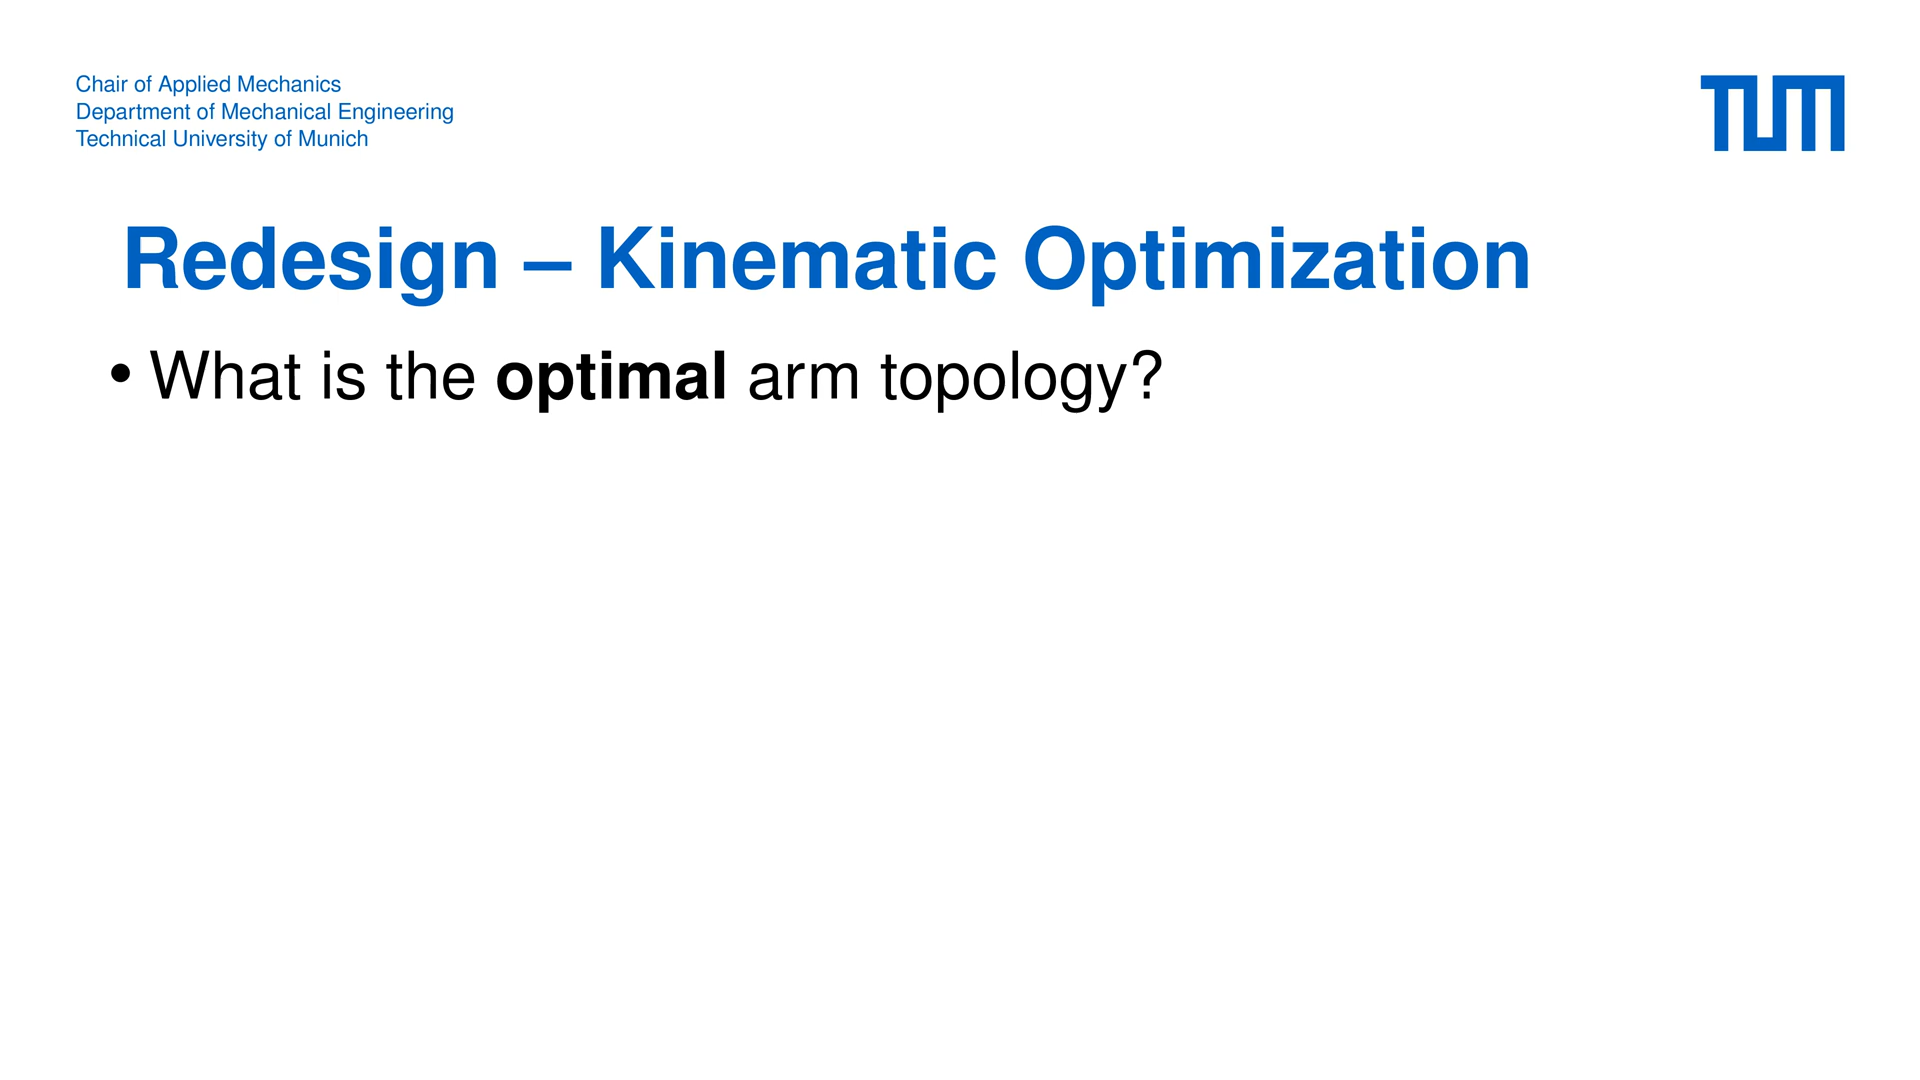 Chair of Applied Mechanics
Department of Mechanical Engineering
Technical University of Munich
TUM
Redesign – Kinematic Optimization
• What is the optimal arm topology?